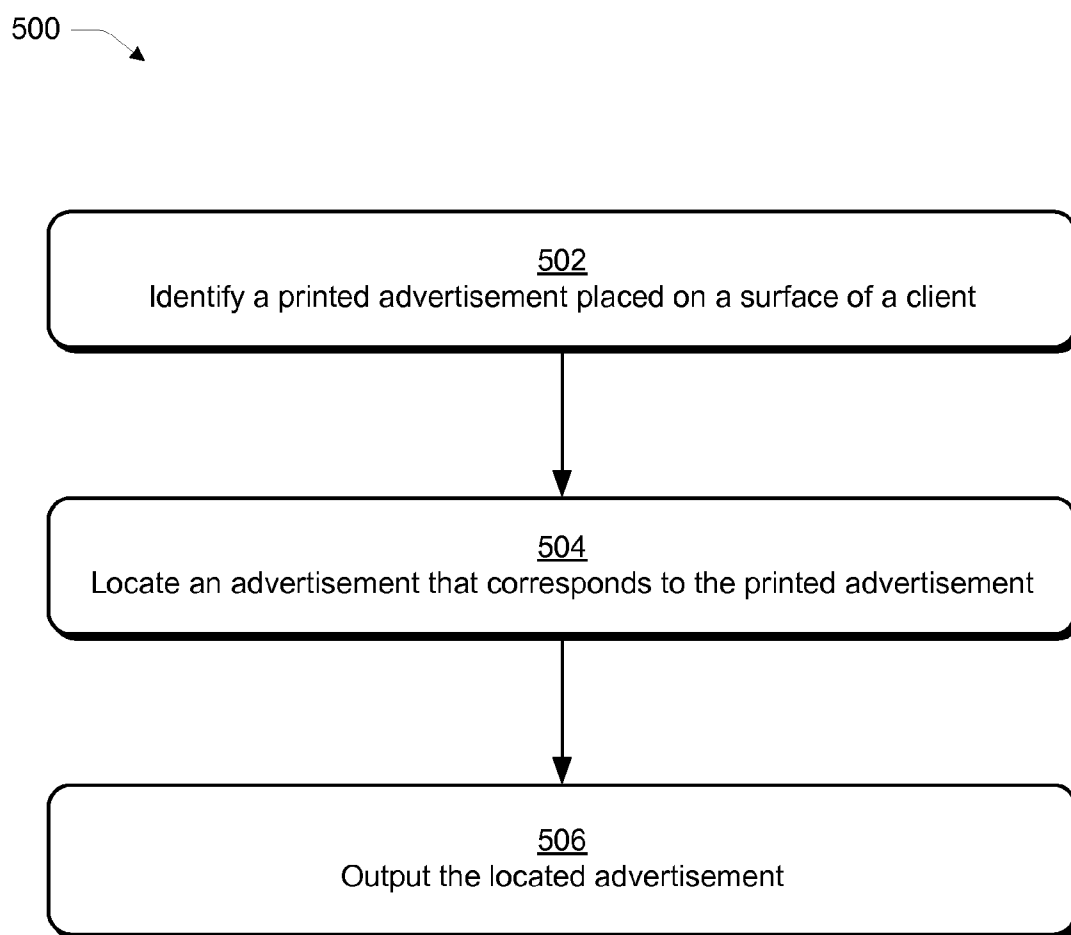 500
502
Identify a printed advertisement placed on a surface of a client
504
Locate an advertisement that corresponds to the printed advertisement
506
Output the located advertisement